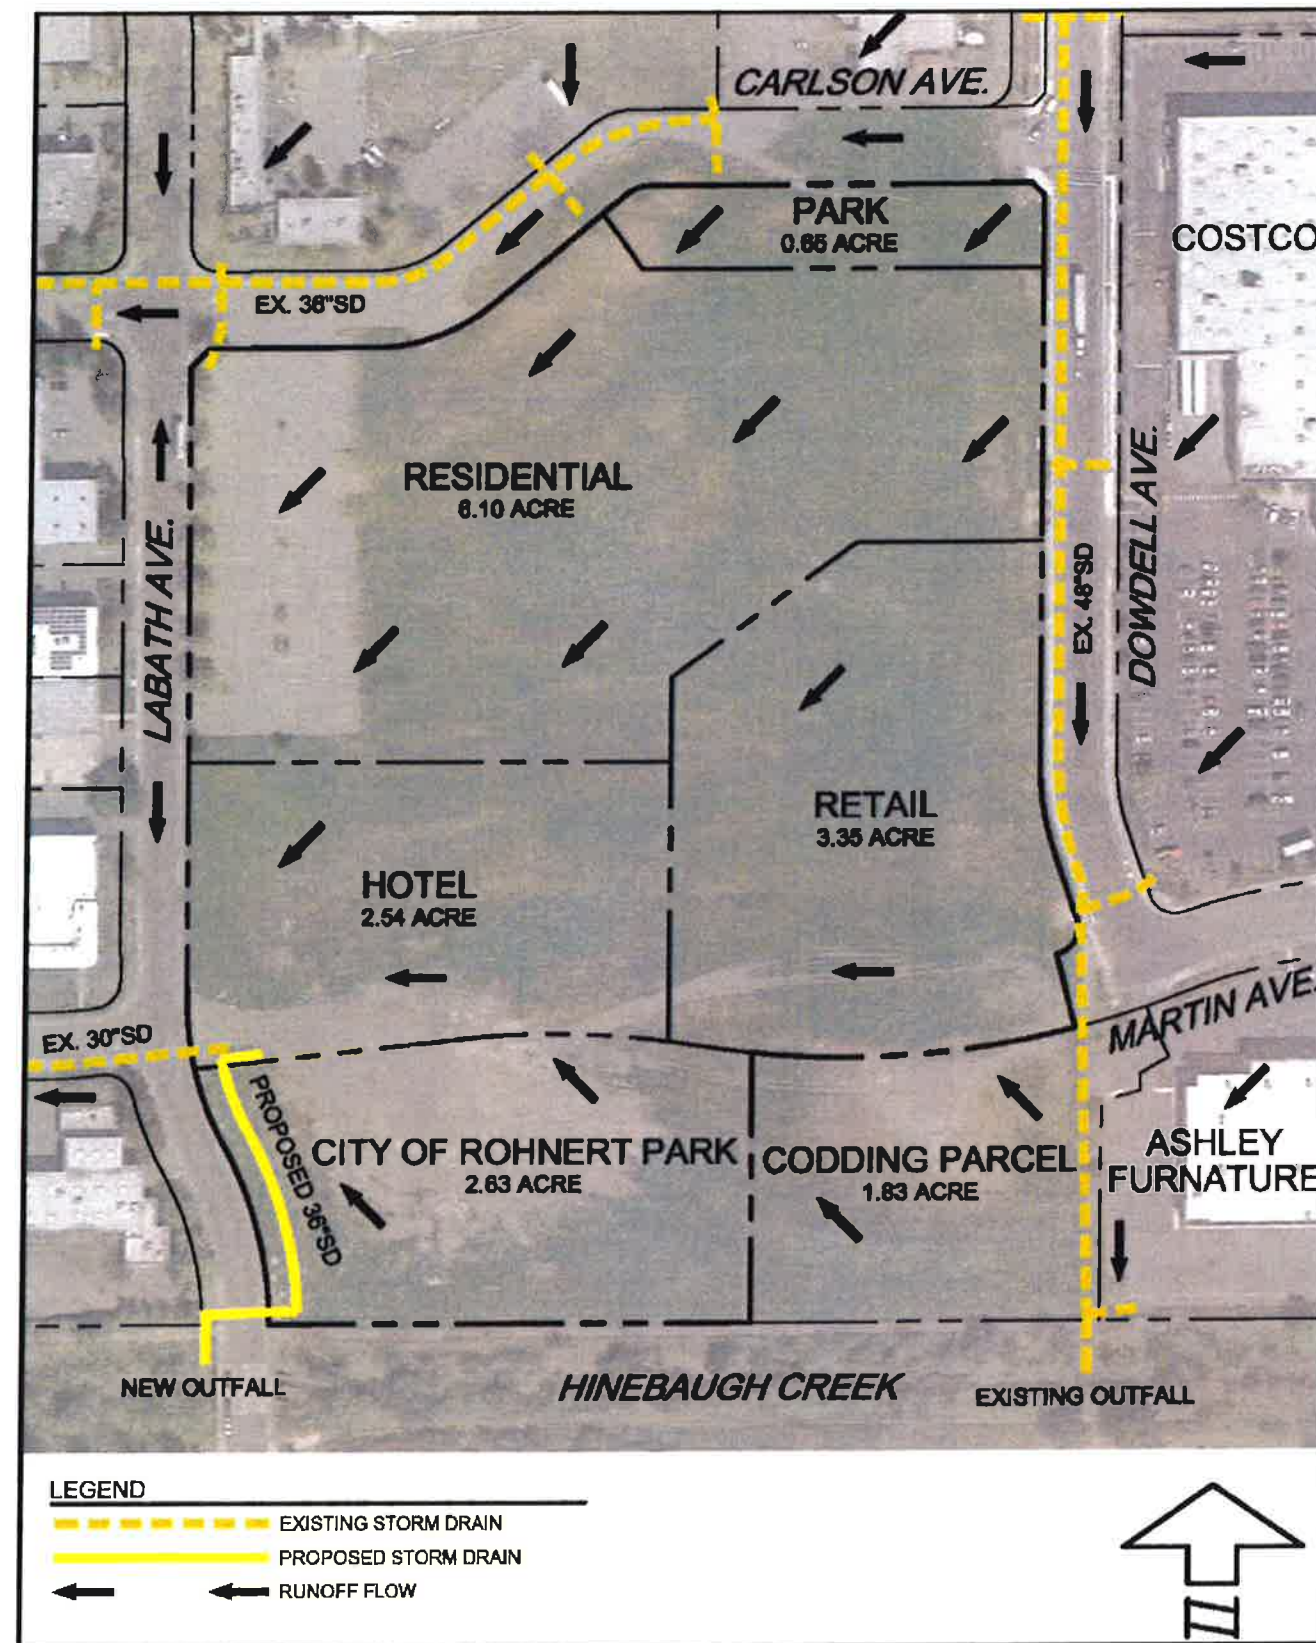 CARLSON AVE.
PARK
0.65 ACRE
COSTCO
EX. 36"SD
RESIDENTIAL
6.10 ACRE
LABATH AVE.
EX. 48"SD
DOWDELL AVE.
RETAIL
3.35 ACRE
HOTEL
2.54 ACRE
EX. 30"SD
MARTIN AVE.
PROPOSED 36"SD
CITY OF ROHNERT PARK
2.63 ACRE
CODDING PARCEL
1.83 ACRE
ASHLEY
FURNATURE
NEW OUTFALL
HINEBAUGH CREEK
EXISTING OUTFALL
LEGEND
EXISTING STORM DRAIN
PROPOSED STORM DRAIN
RUNOFF FLOW